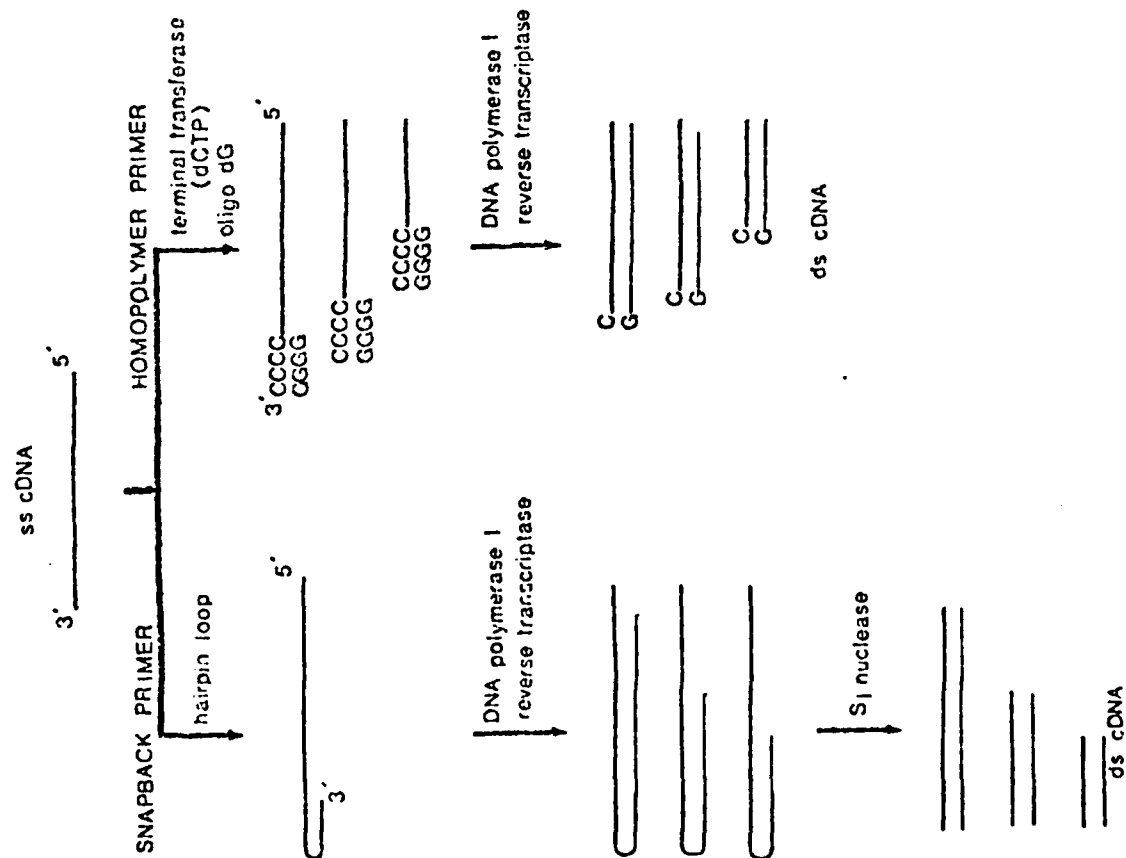 ss cDNA
3´ 5´
SNAPBACK PRIMER
HOMOPOLYMER PRIMER
hairpin loop
terminal transferase
(dCTP)
oligo dG
5´
3´
3´CCCC 5´
CGGG
CCCC
GGGG
CCCC
GGGG
DNA polymerase I
reverse transcriptase
DNA polymerase I
reverse transcriptase
C
G
C
G
C
C
ds cDNA
S1 nuclease
ds cDNA